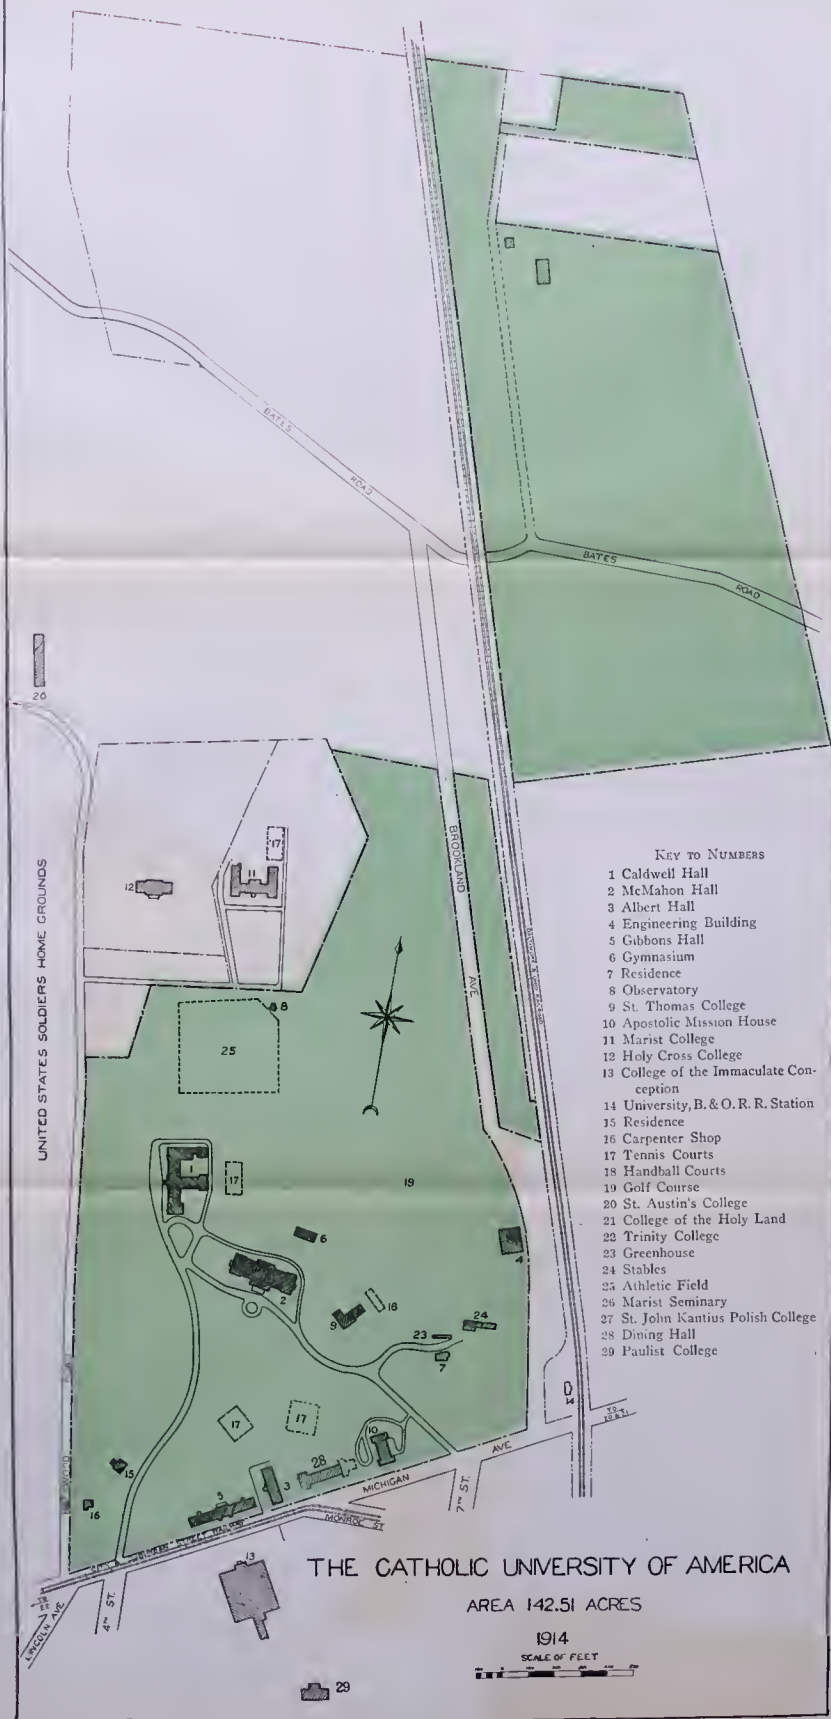 BATES
ROAD
BATES
ROAD
26
UNITED STATES SOLDIERS HOME GROUNDS
BROOKLAND
AVE
12
11
17
8
25
1
17
19
6
4
2
18
9
24
23
7
14
17
17
10
28
15
16
5
3
MICHIGAN
AVE
7TH ST.
MONROE ST
4TH ST.
LINCOLN AVE
TO
22
TO
20 & 21
13
29
KEY TO NUMBERS
1 Caldwell Hall
2 McMahon Hall
3 Albert Hall
4 Engineering Building
5 Gibbons Hall
6 Gymnasium
7 Residence
8 Observatory
9 St. Thomas College
10 Apostolic Mission House
11 Marist College
12 Holy Cross College
13 College of the Immaculate Con-
ception
14 University, B. & O. R. R. Station
15 Residence
16 Carpenter Shop
17 Tennis Courts
18 Handball Courts
19 Golf Course
20 St. Austin's College
21 College of the Holy Land
22 Trinity College
23 Greenhouse
24 Stables
25 Athletic Field
26 Marist Seminary
27 St. John Kantius Polish College
28 Dining Hall
29 Paulist College
THE CATHOLIC UNIVERSITY OF AMERICA
AREA 142.51 ACRES
1914
SCALE OF FEET